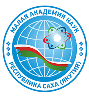 МАЛАЯ АКАДЕМИЯ НАУК
РЕСПУБЛИКА САХА (ЯКУТИЯ)